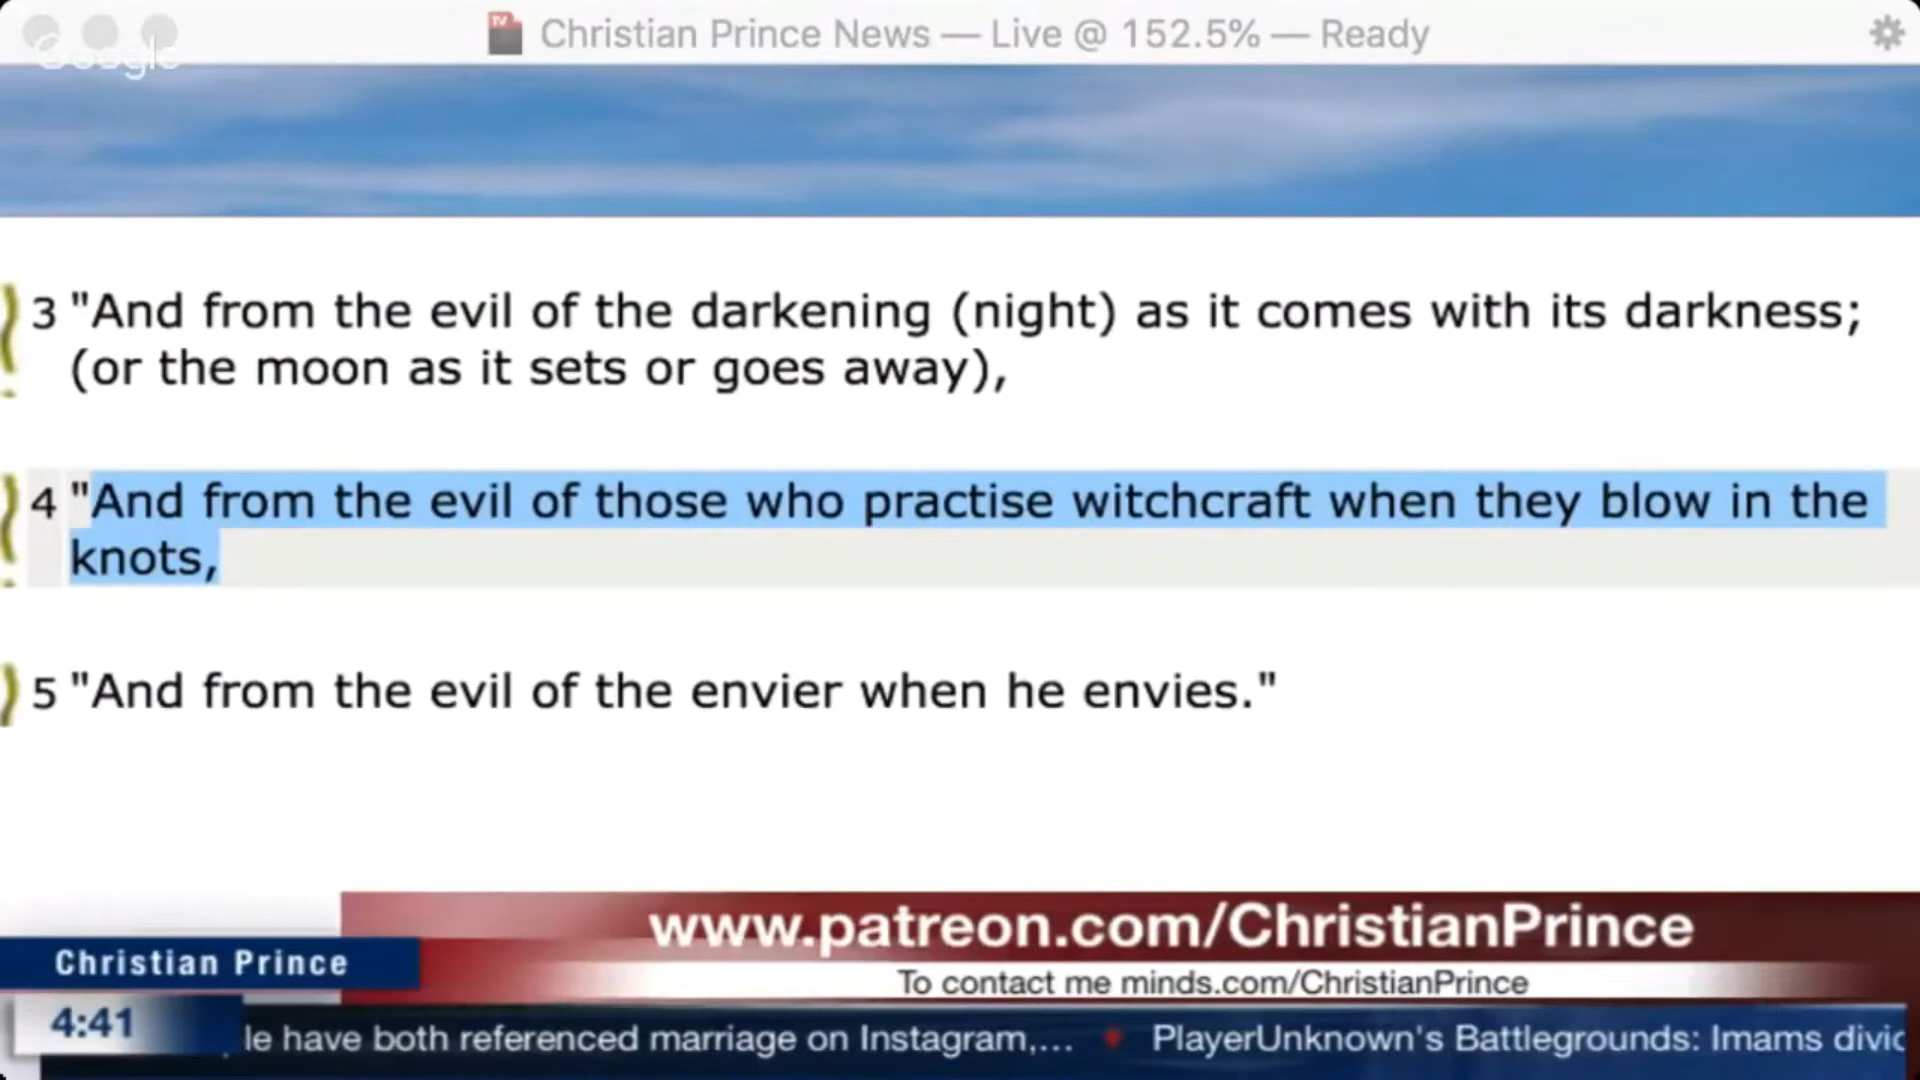 Christian Prince News — Live @ 152.5% — Ready
Google
3 "And from the evil of the darkening (night) as it comes with its darkness;
(or the moon as it sets or goes away),
4 "And from the evil of those who practise witchcraft when they blow in the
knots,
5 "And from the evil of the envier when he envies."
www.patreon.com/ChristianPrince
Christian Prince
To contact me minds.com/ChristianPrince
4:41
le have both referenced marriage on Instagram,... PlayerUnknown's Battlegrounds: Imams divic